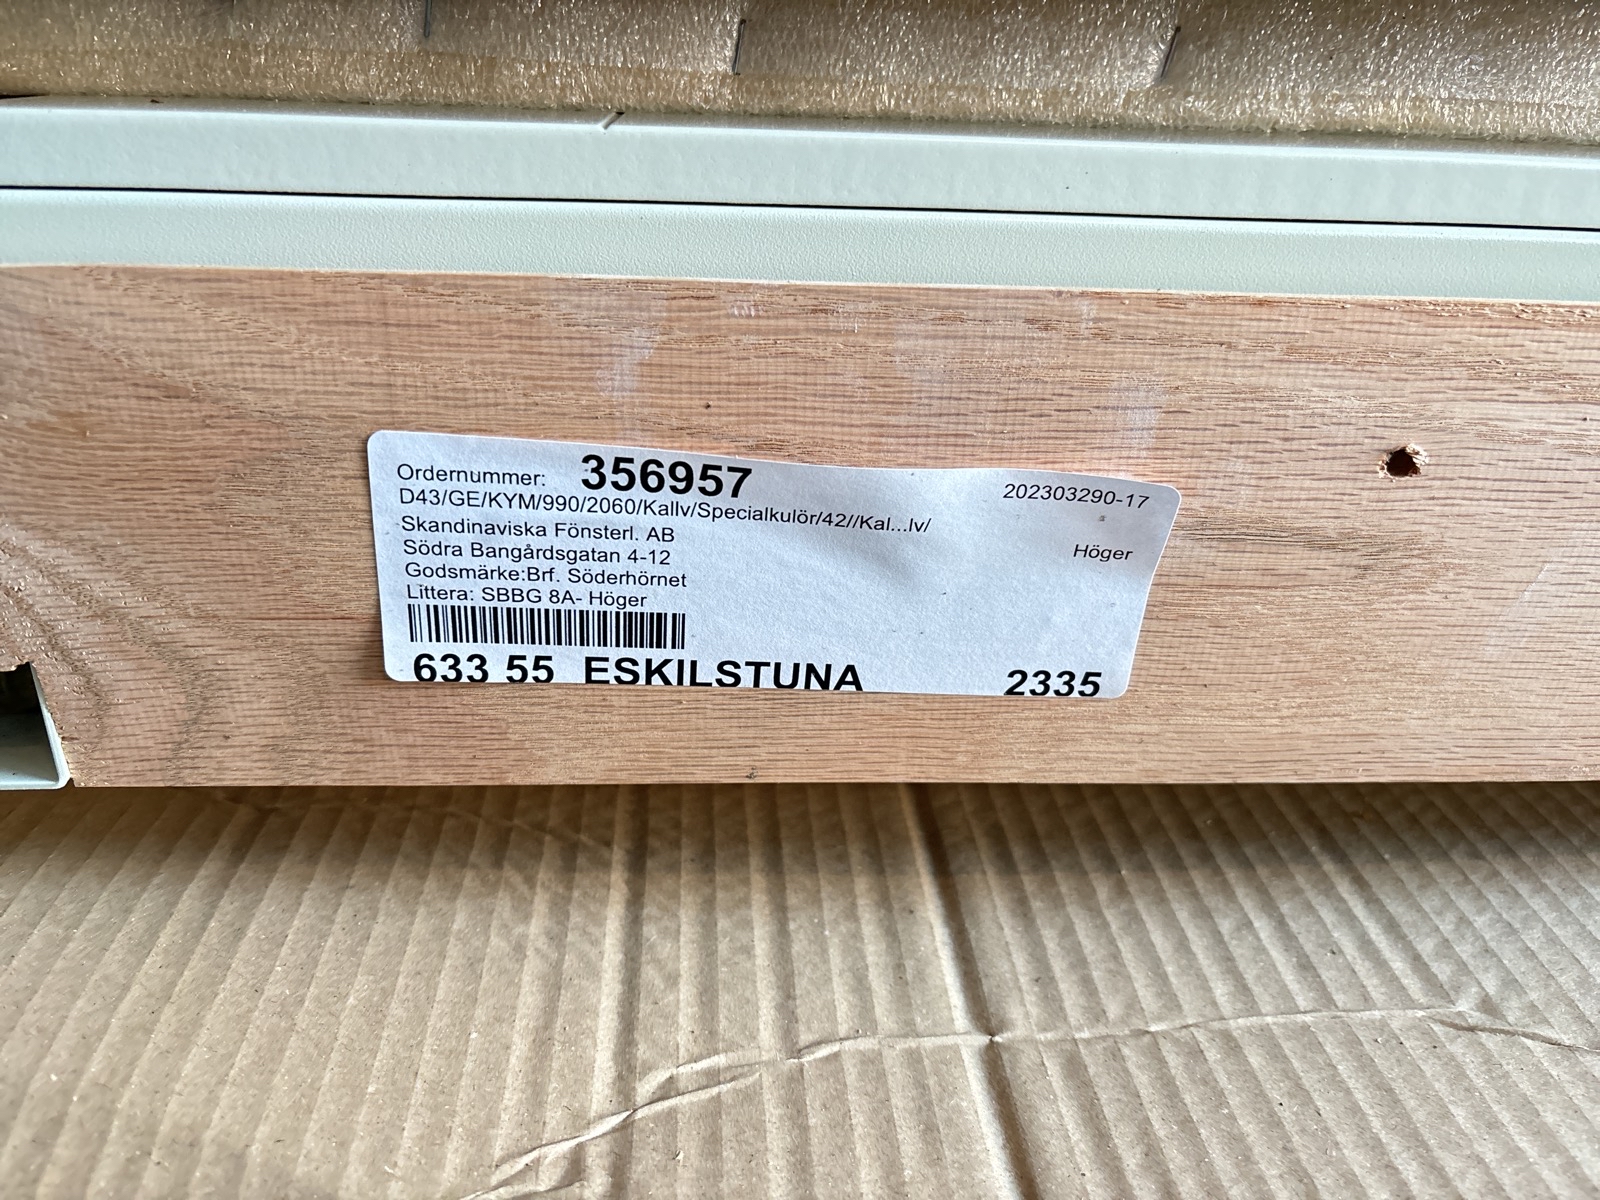 Ordernummer: 356957 202303290-17
D43/GE/KYM/990/2060/Kallv/Specialkulör/42//Kal...lv/
Skandinaviska Fönsterl. AB
Södra Bangårdsgatan 4-12 Höger
Godsmärke:Brf. Söderhörnet
Littera: SBBG 8A- Höger
633 55 ESKILSTUNA 2335